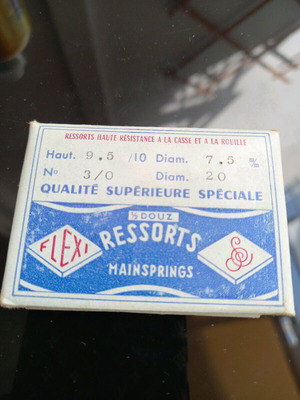 RESSORTS HAUTE RÉSISTANCE A LA CASSE ET A LA ROUILLE
Haut. 9.5 /10 Diam. 7.5 m/m
No 3/0 Diam. 20
QUALITÉ SUPÉRIEURE SPÉCIALE
½ DOUZ
FLEXI RESSORTS
MAINSPRINGS